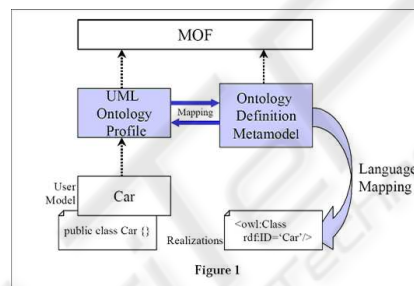 MOF
UML
Ontology
Profile
Mapping
Ontology
Definition
Metamodel
Language
Mapping
User
Model
Car
public class Car {}
Realizations
<owl:Class
rdf:ID='Car'/>
Figure 1